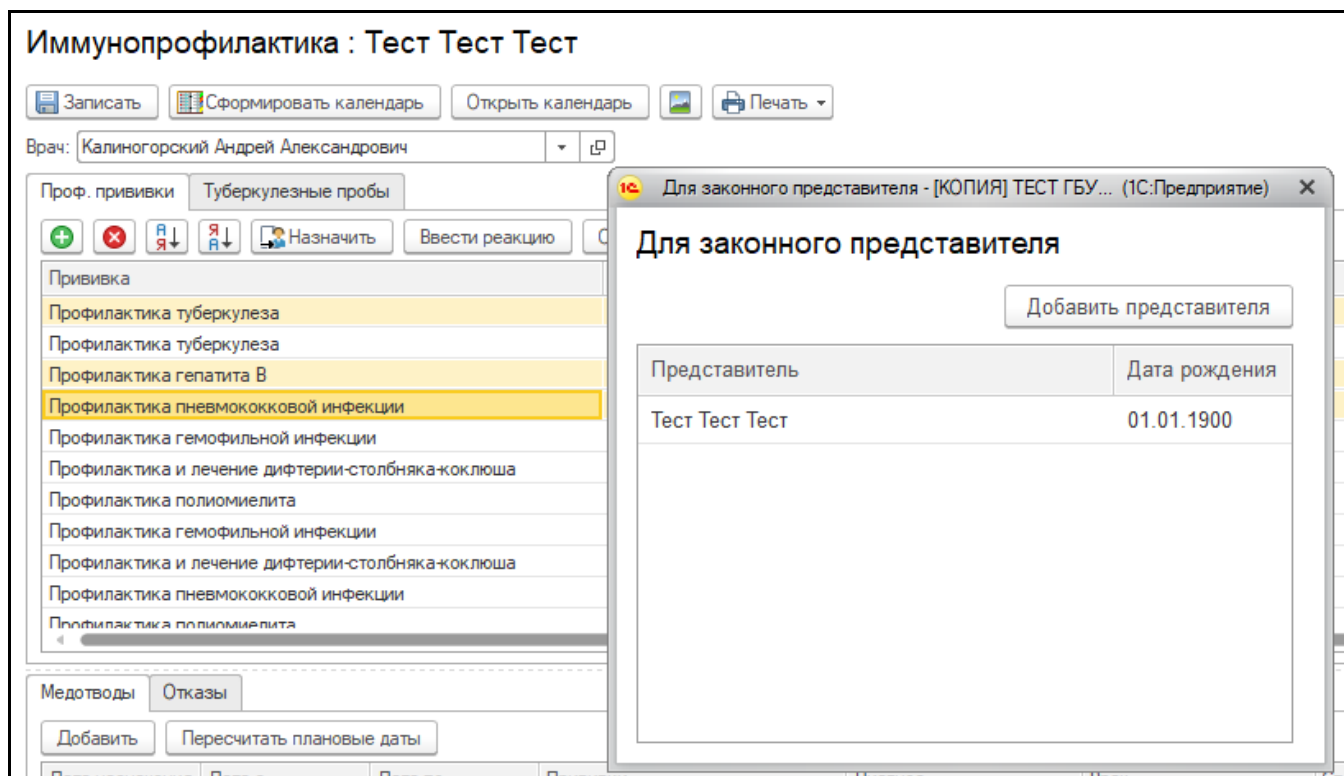 Иммунопрофилактика : Тест Тест Тест
Записать Сформировать календарь Открыть календарь Печать
Врач: Калиногорский Андрей Александрович
Проф. прививки Туберкулезные пробы
Назначить Ввести реакцию
Прививка
Профилактика туберкулеза
Профилактика туберкулеза
Профилактика гепатита В
Профилактика пневмококковой инфекции
Профилактика гемофильной инфекции
Профилактика и лечение дифтерии-столбняка-коклюша
Профилактика полиомиелита
Профилактика гемофильной инфекции
Профилактика и лечение дифтерии-столбняка-коклюша
Профилактика пневмококковой инфекции
Профилактика полиомиелита
Медотводы Отказы
Добавить Пересчитать плановые даты
Для законного представителя - [КОПИЯ] ТЕСТ ГБУ... (1С:Предприятие)
Для законного представителя
Добавить представителя
Представитель Дата рождения
Тест Тест Тест 01.01.1900